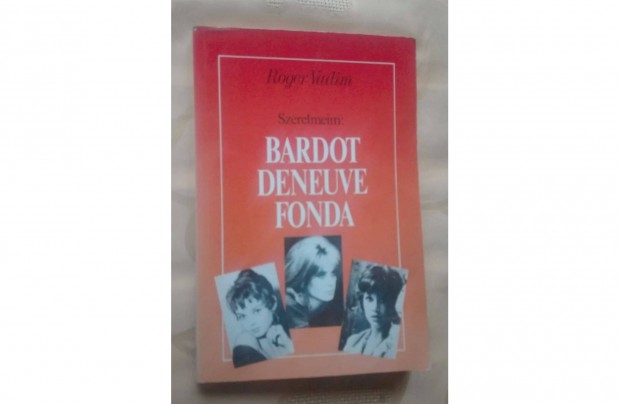 Roger Vadim
Szerelmeim:
BARDOT
DENEUVE
FONDA